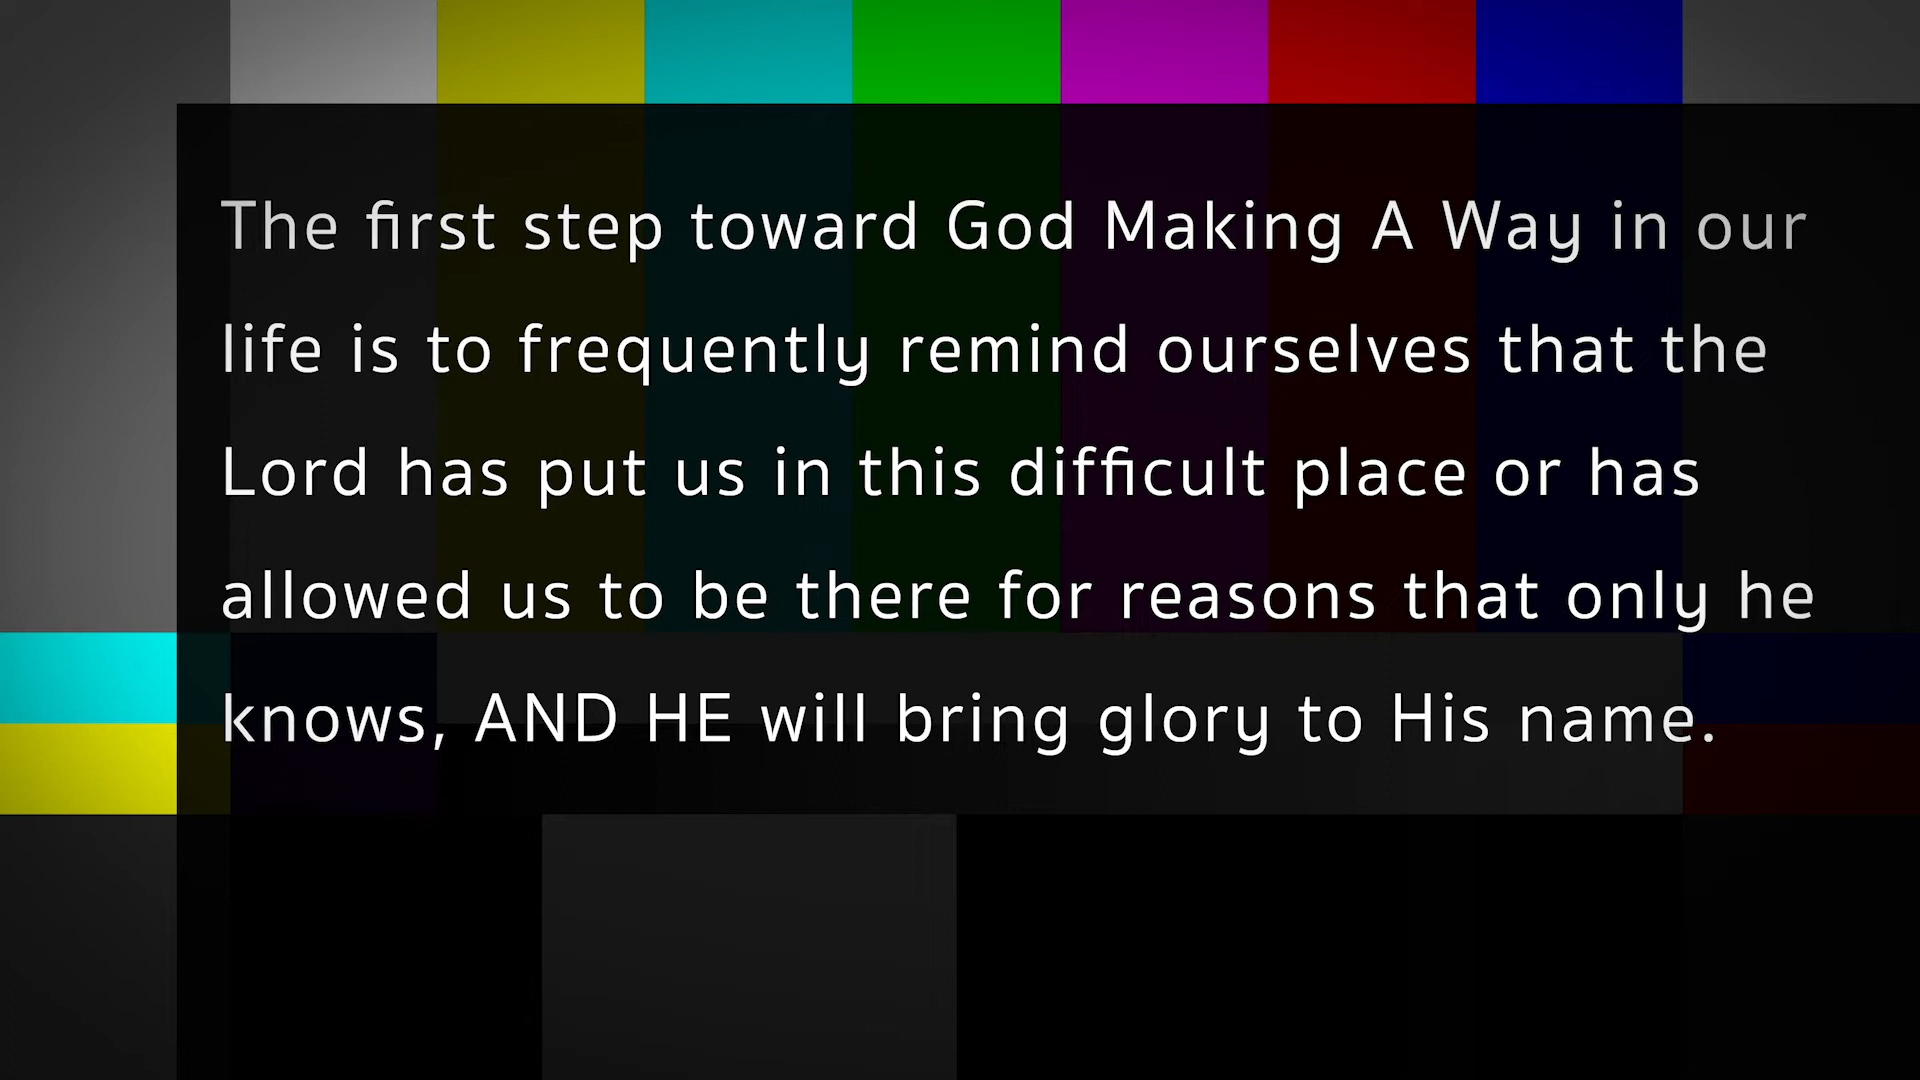 The first step toward God Making A Way in our
life is to frequently remind ourselves that the
Lord has put us in this difficult place or has
allowed us to be there for reasons that only he
knows, AND HE will bring glory to His name.